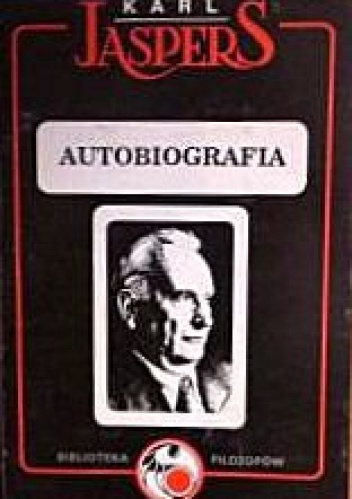 KARL
JASPERS
AUTOBIOGRAFIA
BIBLIOTEKA FILOZOFÓW